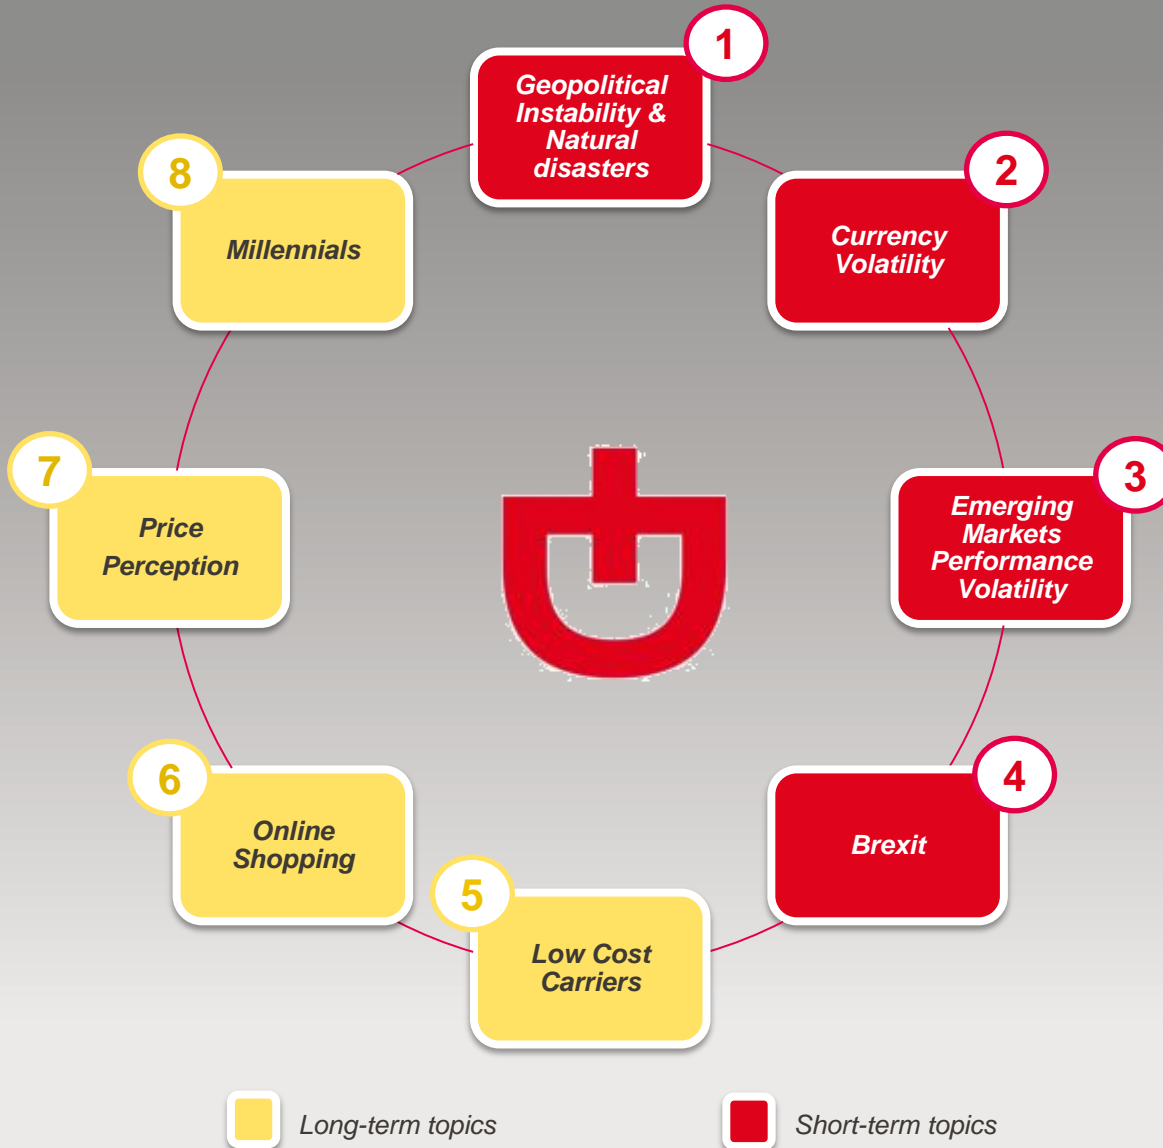 1
Geopolitical
Instability &
Natural
disasters
2
Currency
Volatility
3
Emerging
Markets
Performance
Volatility
4
Brexit
5
Low Cost
Carriers
6
Online
Shopping
7
Price
Perception
8
Millennials
Long-term topics
Short-term topics